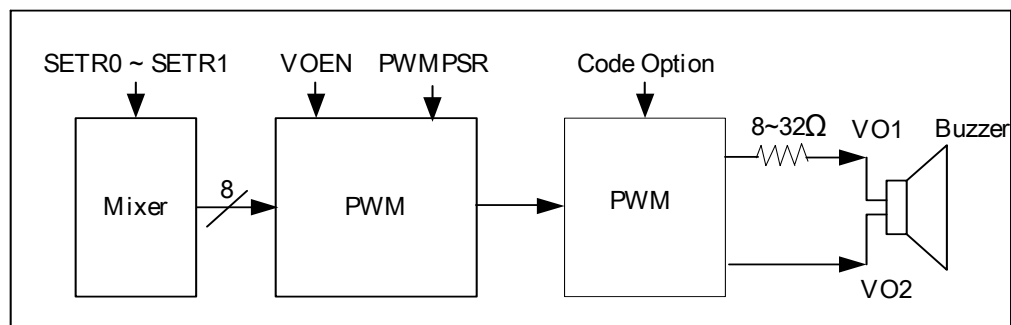 SETR0 ~ SETR1
VOEN
PWMPSR
Code Option
8~32Ω
VO1
Buzzer
Mixer
8
PWM
PWM
VO2